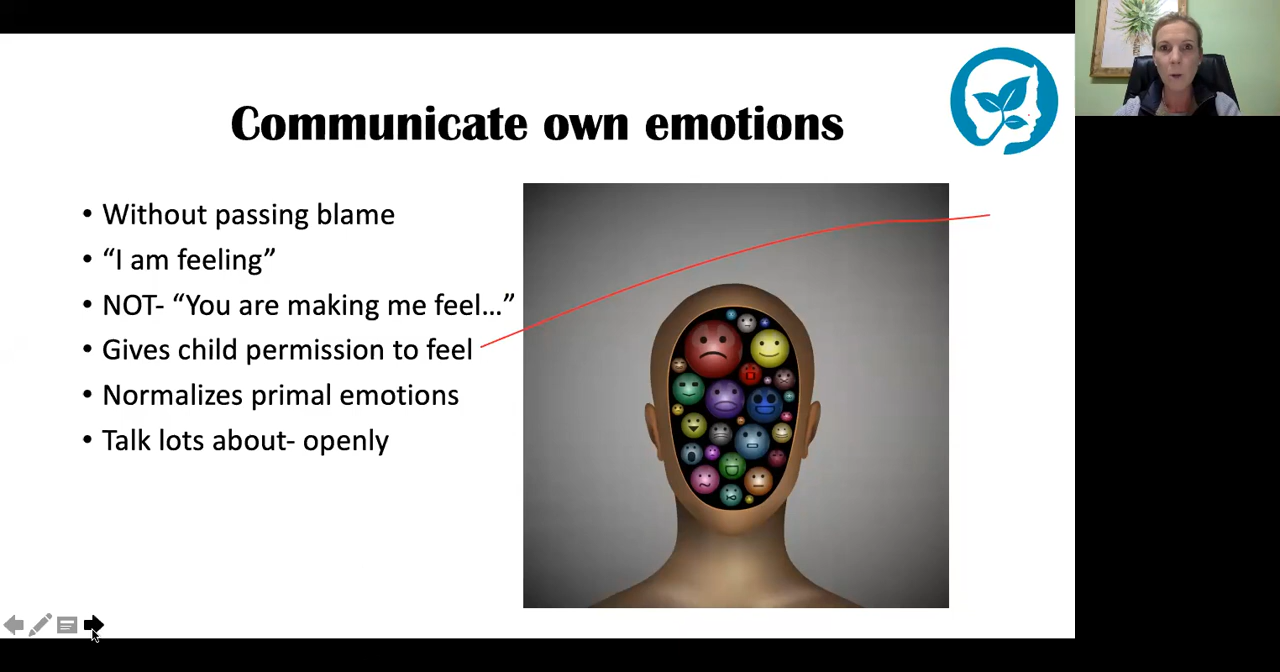 Communicate own emotions
• Without passing blame
• “I am feeling”
• NOT- “You are making me feel…”
• Gives child permission to feel
• Normalizes primal emotions
• Talk lots about- openly